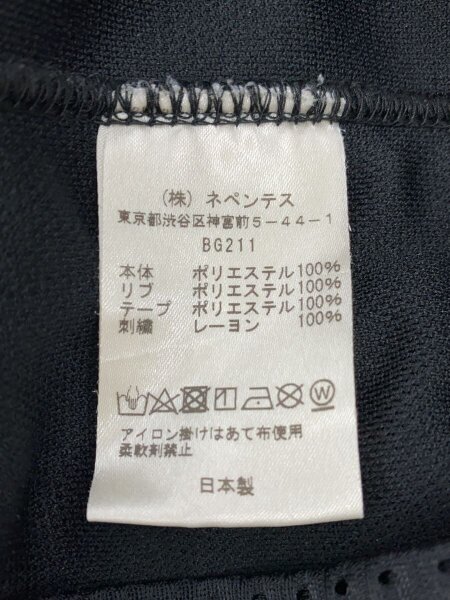 (株) ネペンテス
東京都渋谷区神宮前5-44-1
BG211
本体 ポリエステル100%
リブ ポリエステル100%
テープ ポリエステル100%
刺繍 レーヨン 100%
アイロン掛けはあて布使用
柔軟剤禁止
日本製